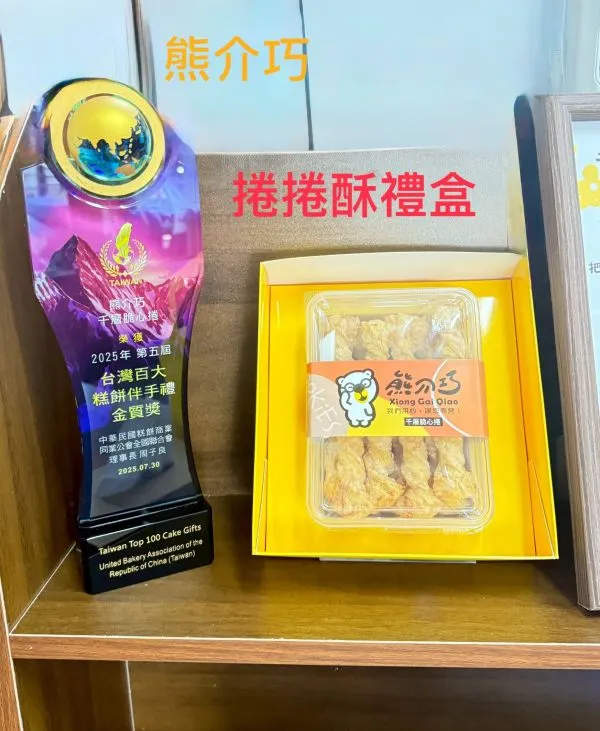 熊介巧
捲捲酥禮盒
TAIWAN
熊介巧
千層脆心捲
榮獲
2025年 第五屆
台灣百大
糕餅伴手禮
金質獎
中華民國糕餅商業
同業公會全國聯合會
理事長 周子良
2025.07.30
Taiwan Top 100 Cake Gifts
United Bakery Association of the
Republic of China (Taiwan)
OKIES
熊介巧
Xiong Gai Qiao
千層脆心捲
把